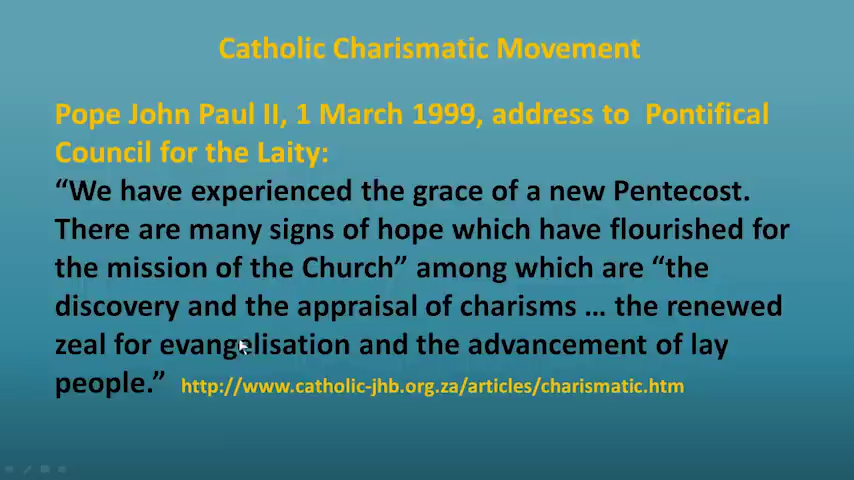 Catholic Charismatic Movement
Pope John Paul II, 1 March 1999, address to Pontifical
Council for the Laity:
“We have experienced the grace of a new Pentecost.
There are many signs of hope which have flourished for
the mission of the Church” among which are “the
discovery and the appraisal of charisms ... the renewed
zeal for evangelisation and the advancement of lay
people.” http://www.catholic-jhb.org.za/articles/charismatic.htm